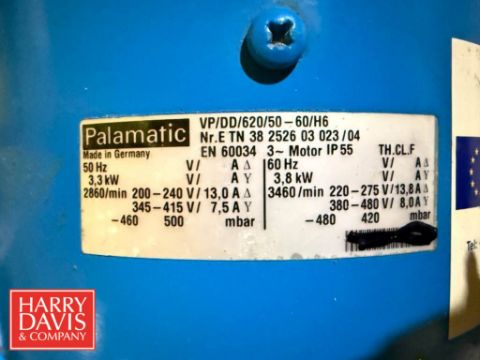 Palamatic
VP/DD/620/50-60/H6
Nr.E TN 38 2526 03 023/04
Made in Germany
EN 60034 3~ Motor IP 55 TH.CL.F
50 Hz V/ A Δ 60 Hz V/ A Δ
3,3 kW V/ A Y 3,8 kW V/ A Y
2860/min 200-240 V/ 13,0 A Δ 3460/min 220-275 V/ 13,8 A Δ
345-415 V/ 7,5 A Y 380-480 V/ 8,0 A Y
-460 500 mbar -480 420 mbar
Tel:
HARRY
DAVIS
& COMPANY